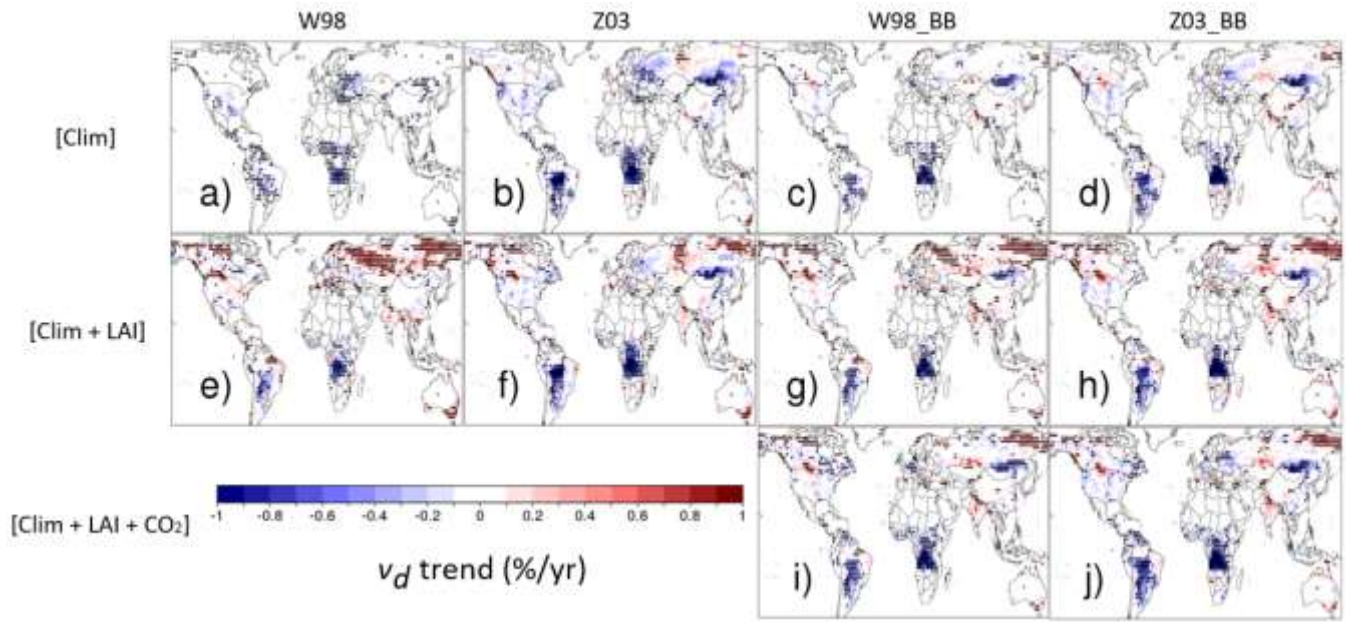 W98 Z03 W98_BB Z03_BB
[Clim] a) b) c) d)
[Clim + LAI] e) f) g) h)
[Clim + LAI + CO₂] i) j)
-1 -0.8 -0.6 -0.4 -0.2 0 0.2 0.4 0.6 0.8 1
v_d trend (%/yr)